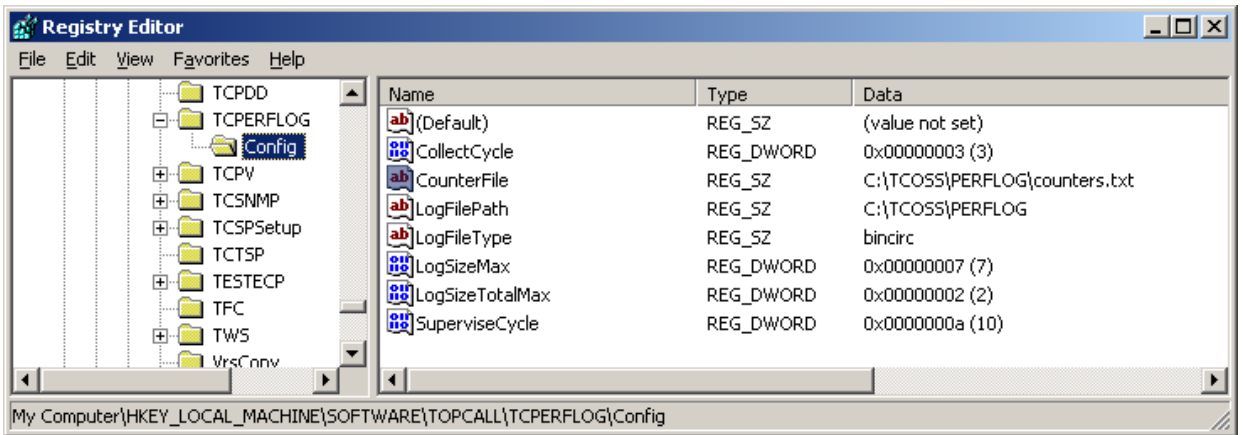 Registry Editor
File Edit View Favorites Help
TCPDD
TCPERFLOG
Config
TCPV
TCSNMP
TCSPSetup
TCTSP
TESTECP
TFC
TWS
VrsConv
Name Type Data
(Default) REG_SZ (value not set)
CollectCycle REG_DWORD 0x00000003 (3)
CounterFile REG_SZ C:\TCOSS\PERFLOG\counters.txt
LogFilePath REG_SZ C:\TCOSS\PERFLOG
LogFileType REG_SZ bincirc
LogSizeMax REG_DWORD 0x00000007 (7)
LogSizeTotalMax REG_DWORD 0x00000002 (2)
SuperviseCycle REG_DWORD 0x0000000a (10)
My Computer\HKEY_LOCAL_MACHINE\SOFTWARE\TOPCALL\TCPERFLOG\Config